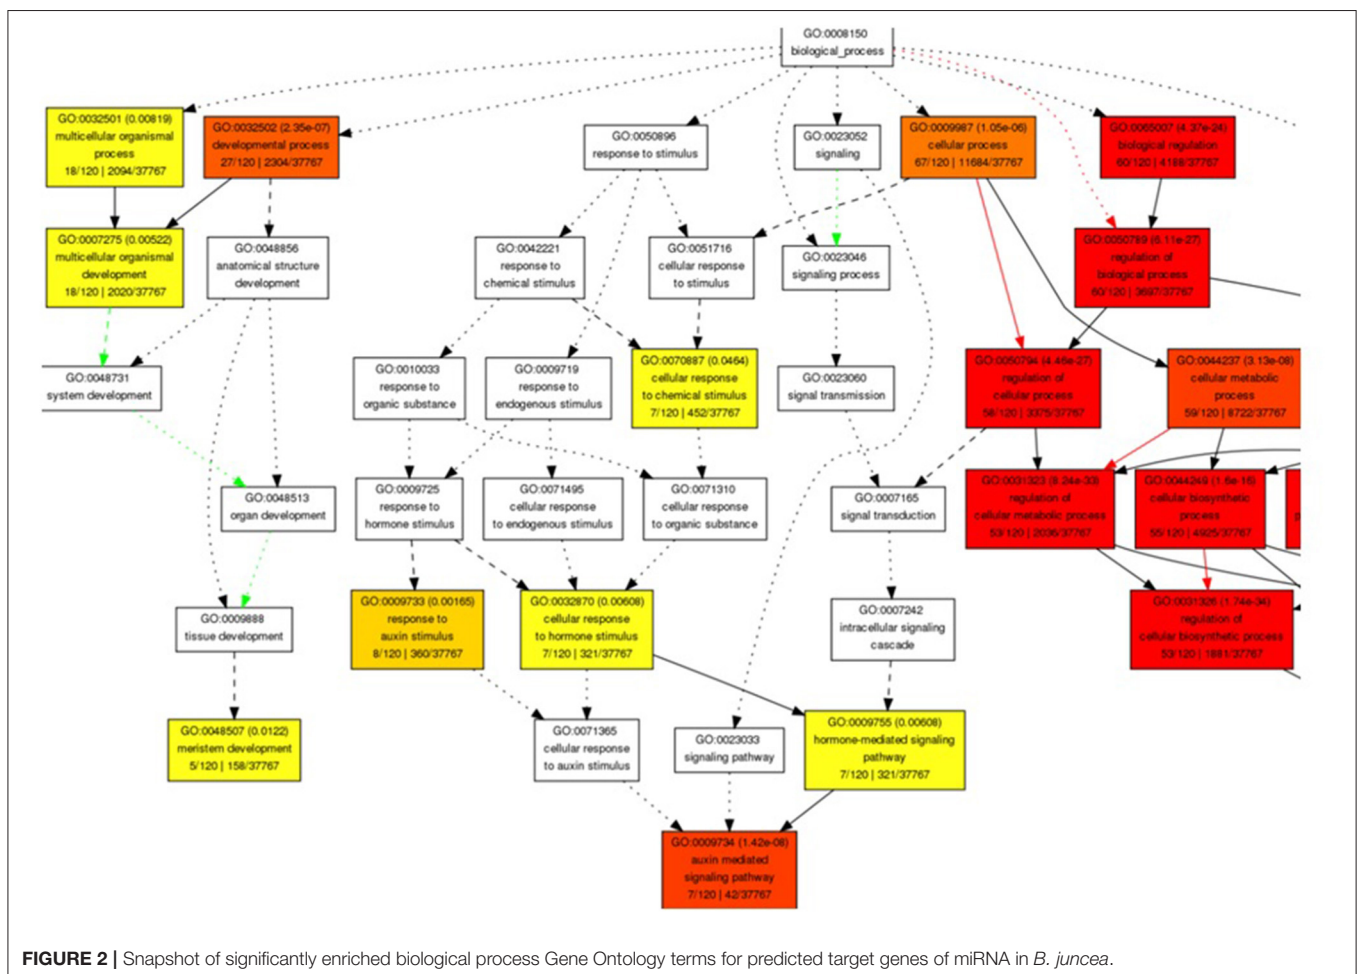 GO:0008150
biological_process
GO:0032501 (0.00819)
multicellular organismal
process
18/120 | 2094/37767
GO:0032502 (2.35e-07)
developmental process
27/120 | 2304/37767
GO:0050896
response to stimulus
GO:0023052
signaling
GO:0009987 (1.05e-06)
cellular process
67/120 | 11684/37767
GO:0065007 (4.37e-24)
biological regulation
60/120 | 4188/37767
GO:0007275 (0.00522)
multicellular organismal
development
18/120 | 2020/37767
GO:0048856
anatomical structure
development
GO:0042221
response to
chemical stimulus
GO:0051716
cellular response
to stimulus
GO:0023046
signaling process
GO:0050789 (6.11e-27)
regulation of
biological process
60/120 | 3697/37767
GO:0048731
system development
GO:0010033
response to
organic substance
GO:0009719
response to
endogenous stimulus
GO:0070887 (0.0464)
cellular response
to chemical stimulus
7/120 | 452/37767
GO:0023060
signal transmission
GO:0050794 (4.46e-27)
regulation of
cellular process
58/120 | 3375/37767
GO:0044237 (3.13e-08)
cellular metabolic
process
59/120 | 8722/37767
GO:0048513
organ development
GO:0009725
response to
hormone stimulus
GO:0071495
cellular response
to endogenous stimulus
GO:0071310
cellular response
to organic substance
GO:0007165
signal transduction
GO:0031323 (8.24e-33)
regulation of
cellular metabolic process
53/120 | 2036/37767
GO:0044249 (1.6e-16)
cellular biosynthetic
process
55/120 | 4925/37767
p
GO:0009888
tissue development
GO:0009733 (0.00165)
response to
auxin stimulus
8/120 | 360/37767
GO:0032870 (0.00608)
cellular response
to hormone stimulus
7/120 | 321/37767
GO:0007242
intracellular signaling
cascade
GO:0031326 (1.74e-34)
regulation of
cellular biosynthetic process
53/120 | 1881/37767
GO:0048507 (0.0122)
meristem development
5/120 | 158/37767
GO:0071365
cellular response
to auxin stimulus
GO:0023033
signaling pathway
GO:0009755 (0.00608)
hormone-mediated signaling
pathway
7/120 | 321/37767
GO:0009734 (1.42e-08)
auxin mediated
signaling pathway
7/120 | 42/37767
FIGURE 2 | Snapshot of significantly enriched biological process Gene Ontology terms for predicted target genes of miRNA in B. juncea.